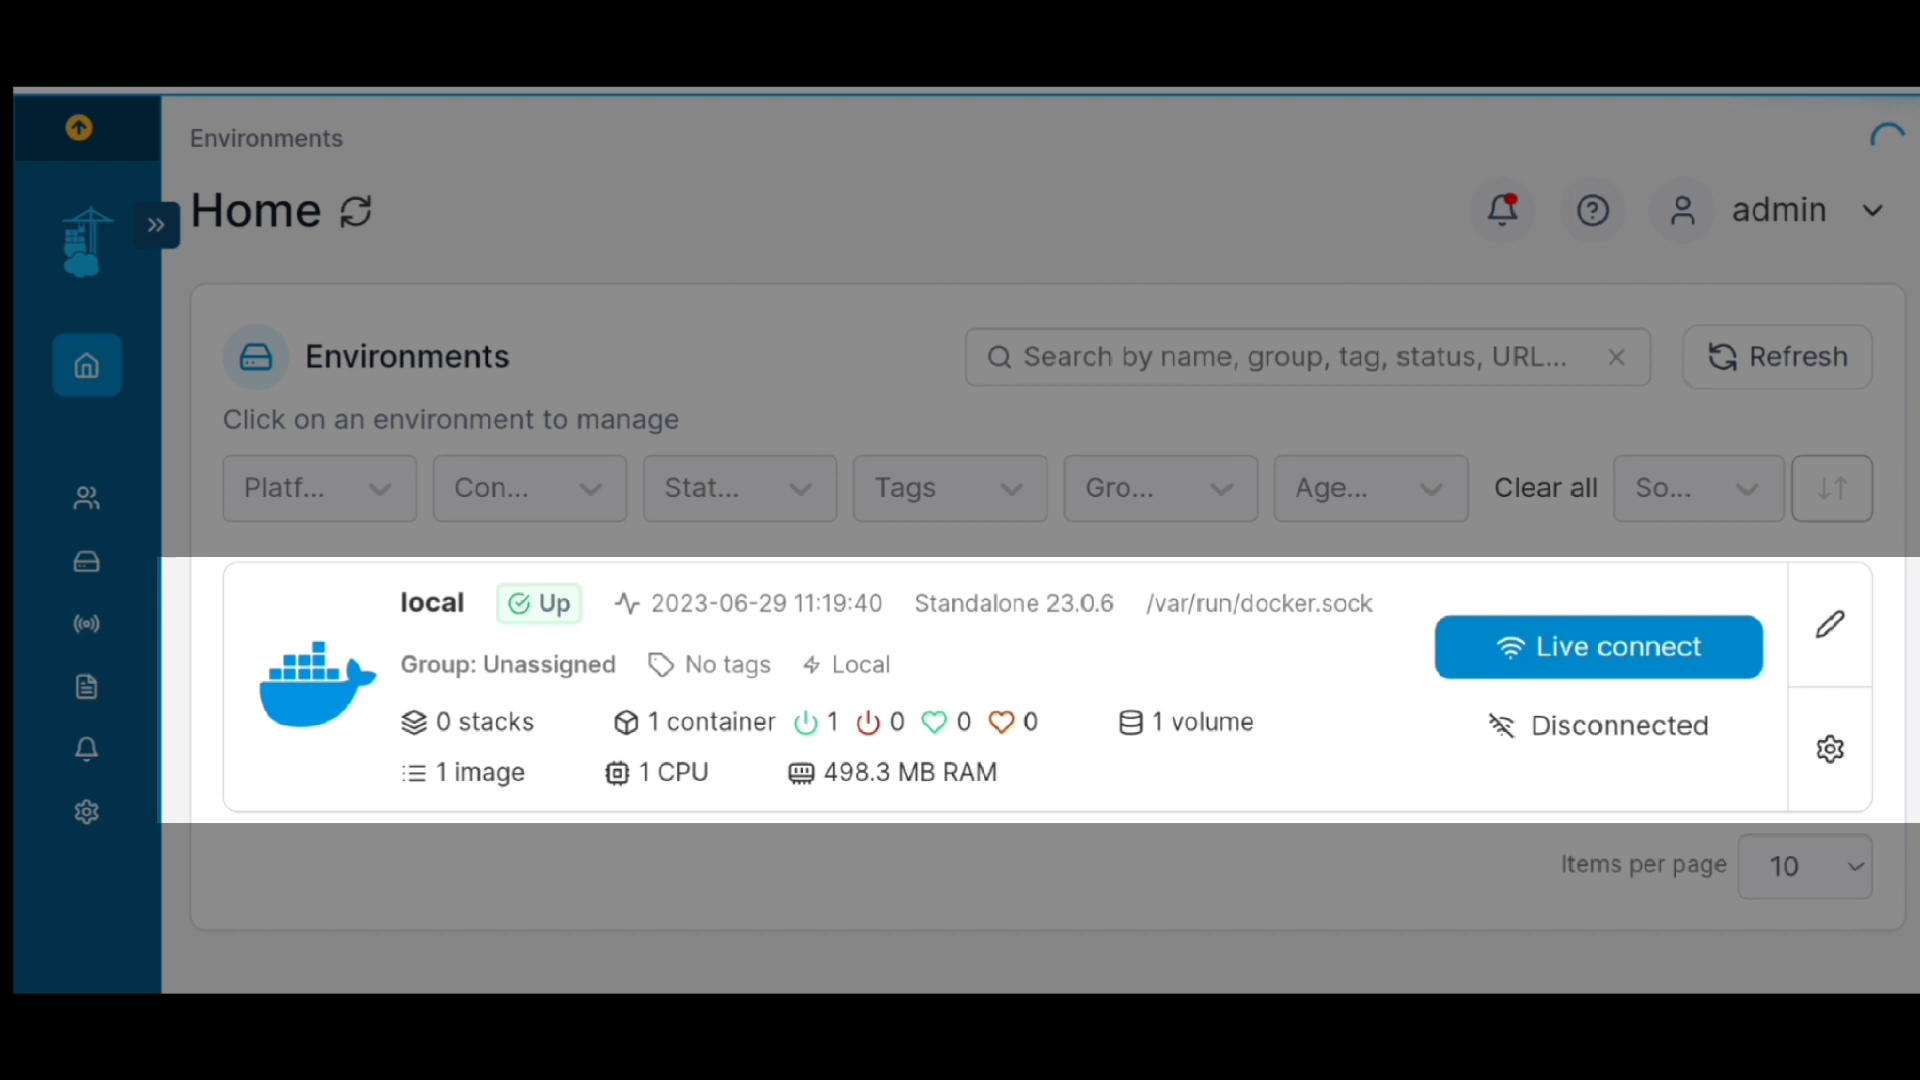 Environments
Home
admin
Environments
Search by name, group, tag, status, URL...
Refresh
Click on an environment to manage
Platf... Con... Stat... Tags Gro... Age... Clear all So...
local Up 2023-06-29 11:19:40 Standalone 23.0.6 /var/run/docker.sock
Live connect
Group: Unassigned No tags Local
0 stacks 1 container 1 0 0 0 1 volume
Disconnected
1 image 1 CPU 498.3 MB RAM
Items per page 10